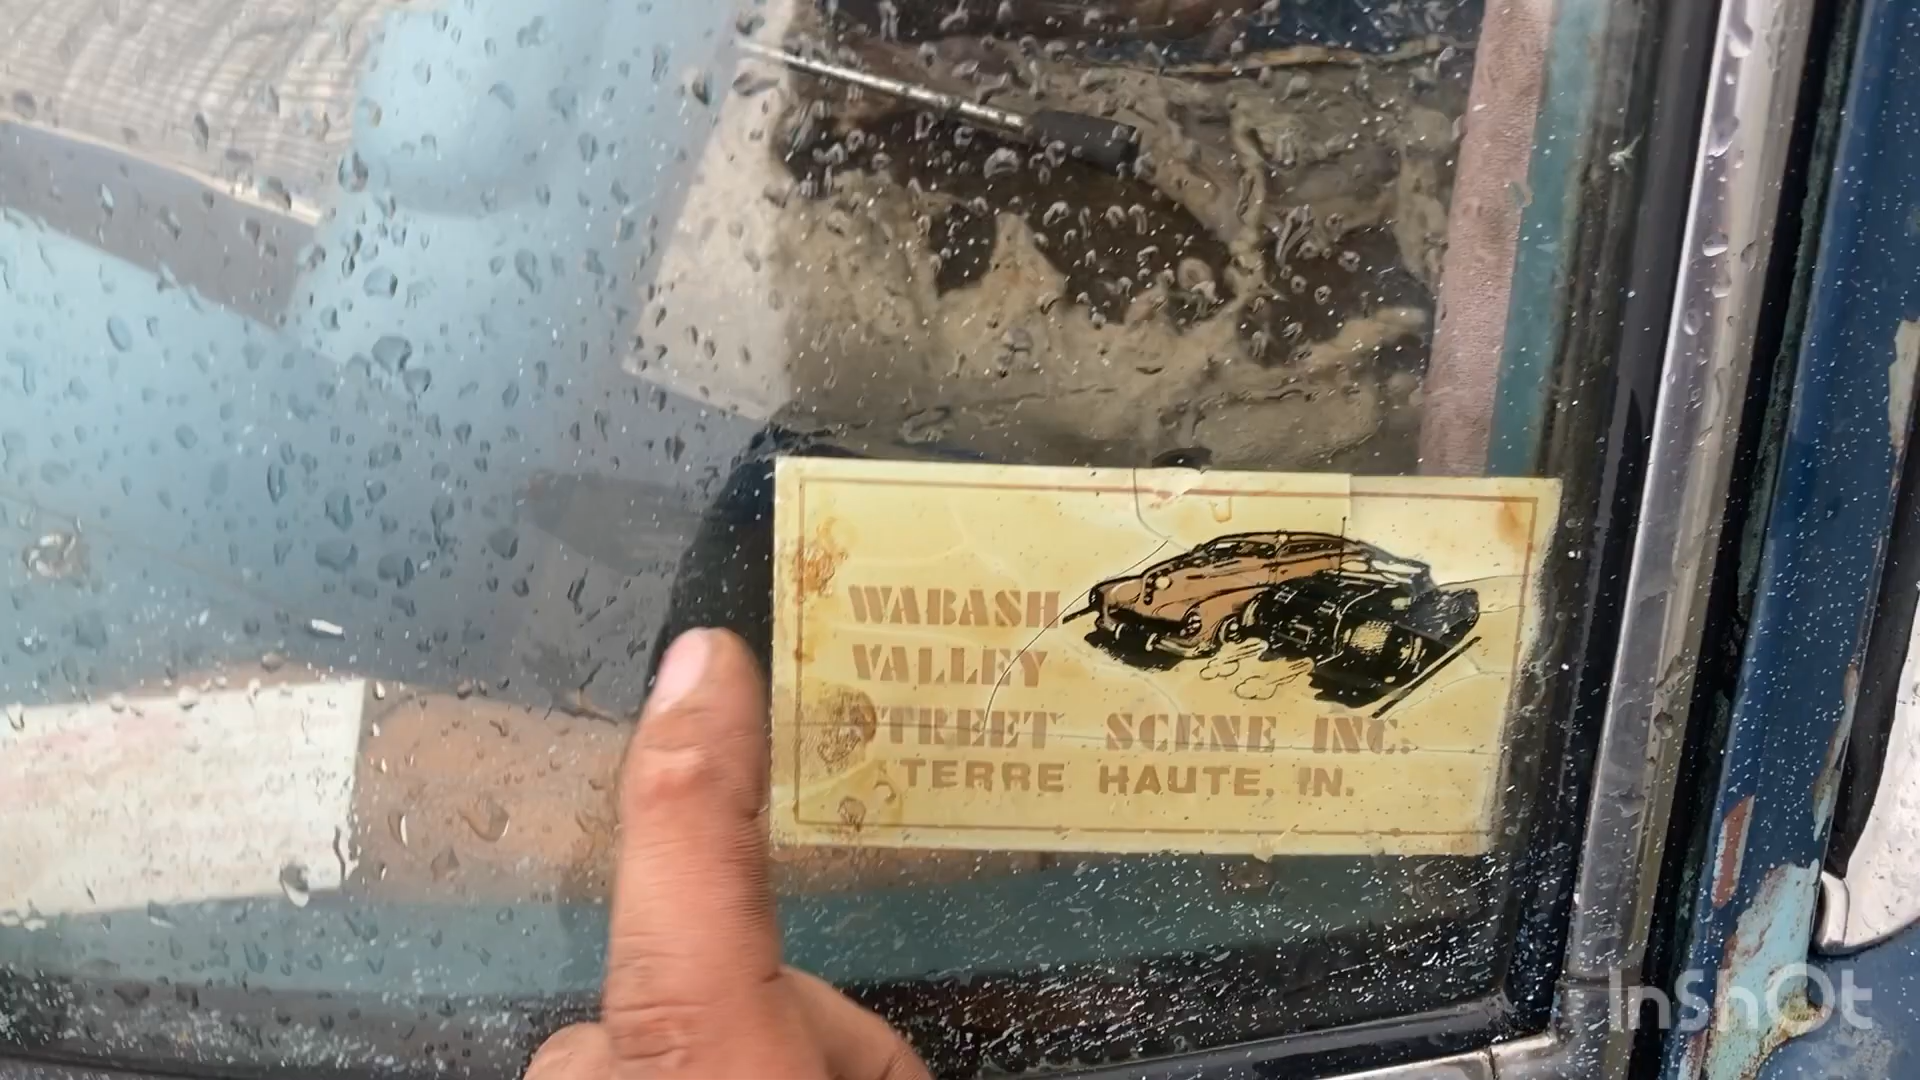 WABASH
VALLEY
STREET SCENE INC.
TERRE HAUTE, IN.
InShOt